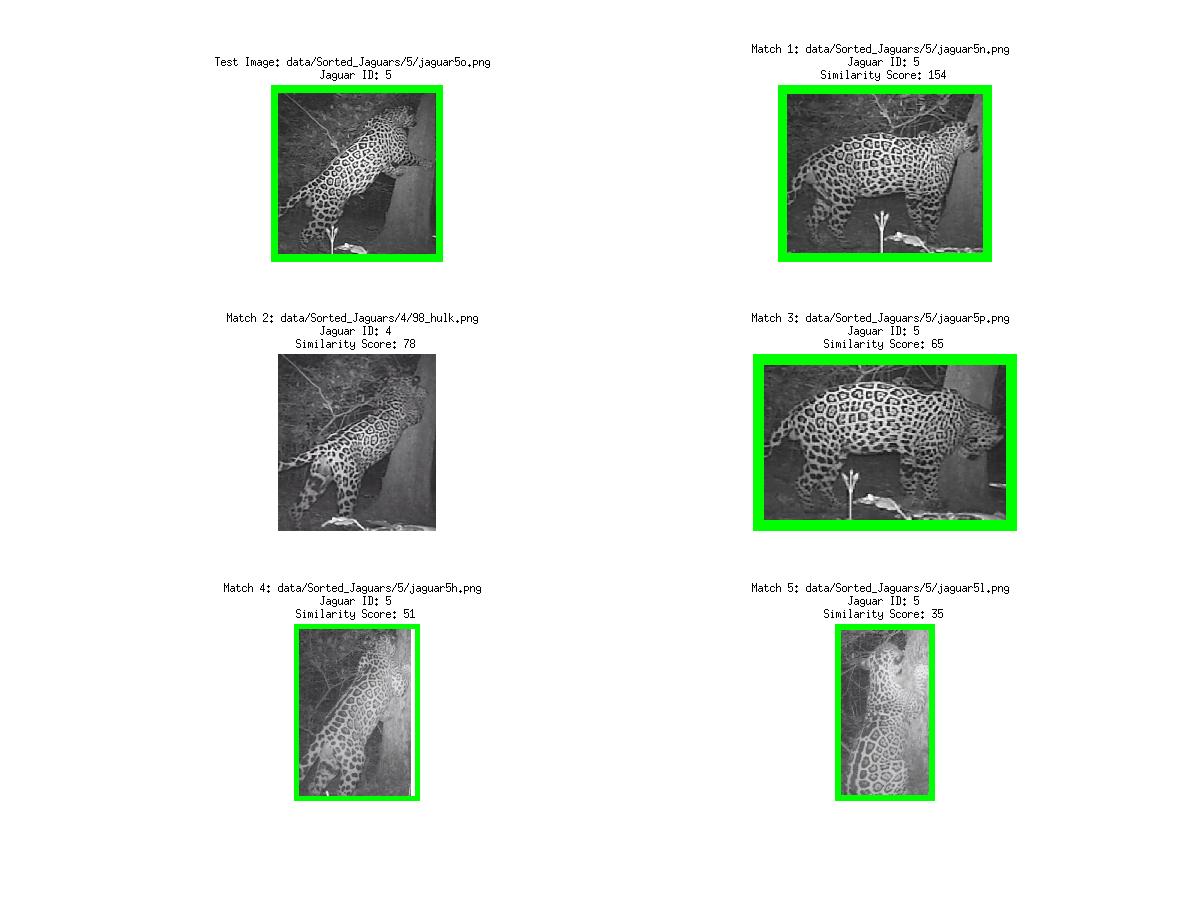 Test Image: data/Sorted_Jaguars/5/jaguar5o.png
Jaguar ID: 5
Match 1: data/Sorted_Jaguars/5/jaguar5n.png
Jaguar ID: 5
Similarity Score: 154
Match 2: data/Sorted_Jaguars/4/98_hulk.png
Jaguar ID: 4
Similarity Score: 78
Match 3: data/Sorted_Jaguars/5/jaguar5p.png
Jaguar ID: 5
Similarity Score: 65
Match 4: data/Sorted_Jaguars/5/jaguar5h.png
Jaguar ID: 5
Similarity Score: 51
Match 5: data/Sorted_Jaguars/5/jaguar5l.png
Jaguar ID: 5
Similarity Score: 35